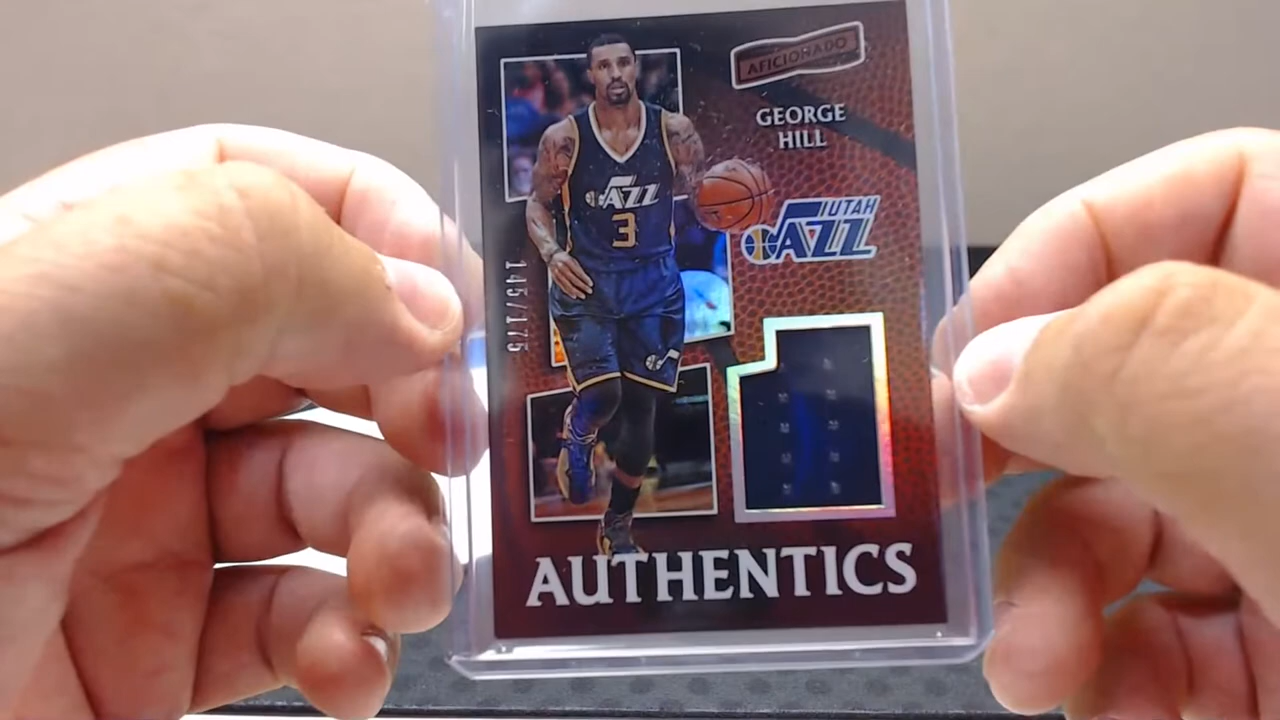 AFICIONADO
GEORGE
HILL
JAZZ
3
UTAH
JAZZ
145/175
AUTHENTICS